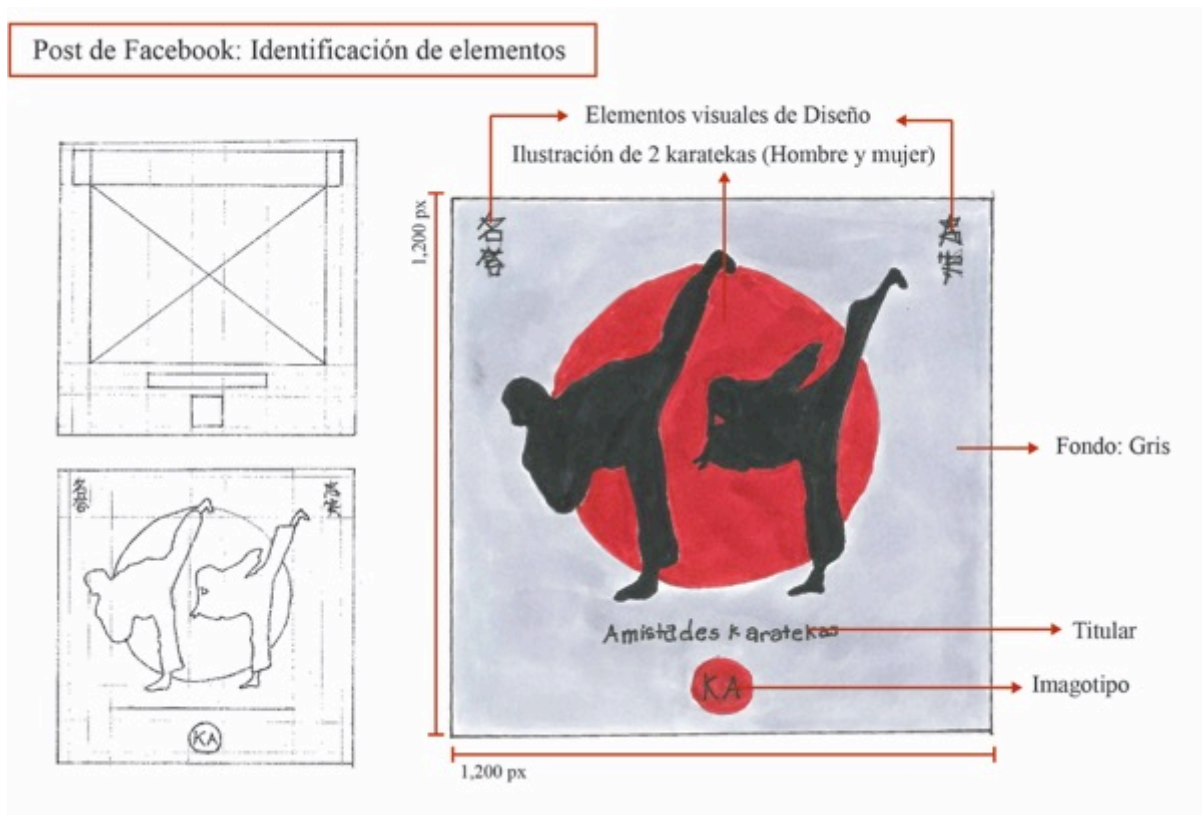 Post de Facebook: Identificación de elementos
Elementos visuales de Diseño
Ilustración de 2 karatekas (Hombre y mujer)
1,200 px
Fondo: Gris
Amistades karatekas
Titular
KA
Imagotipo
1,200 px
KA